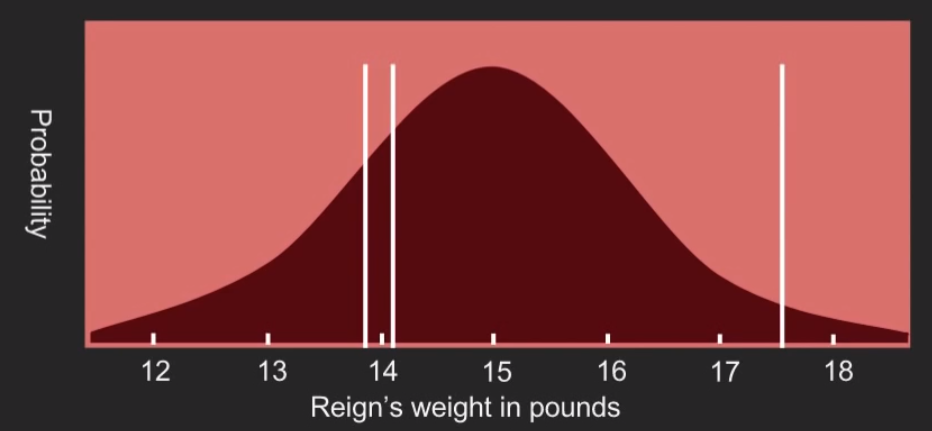 Probability
12 13 14 15 16 17 18
Reign's weight in pounds